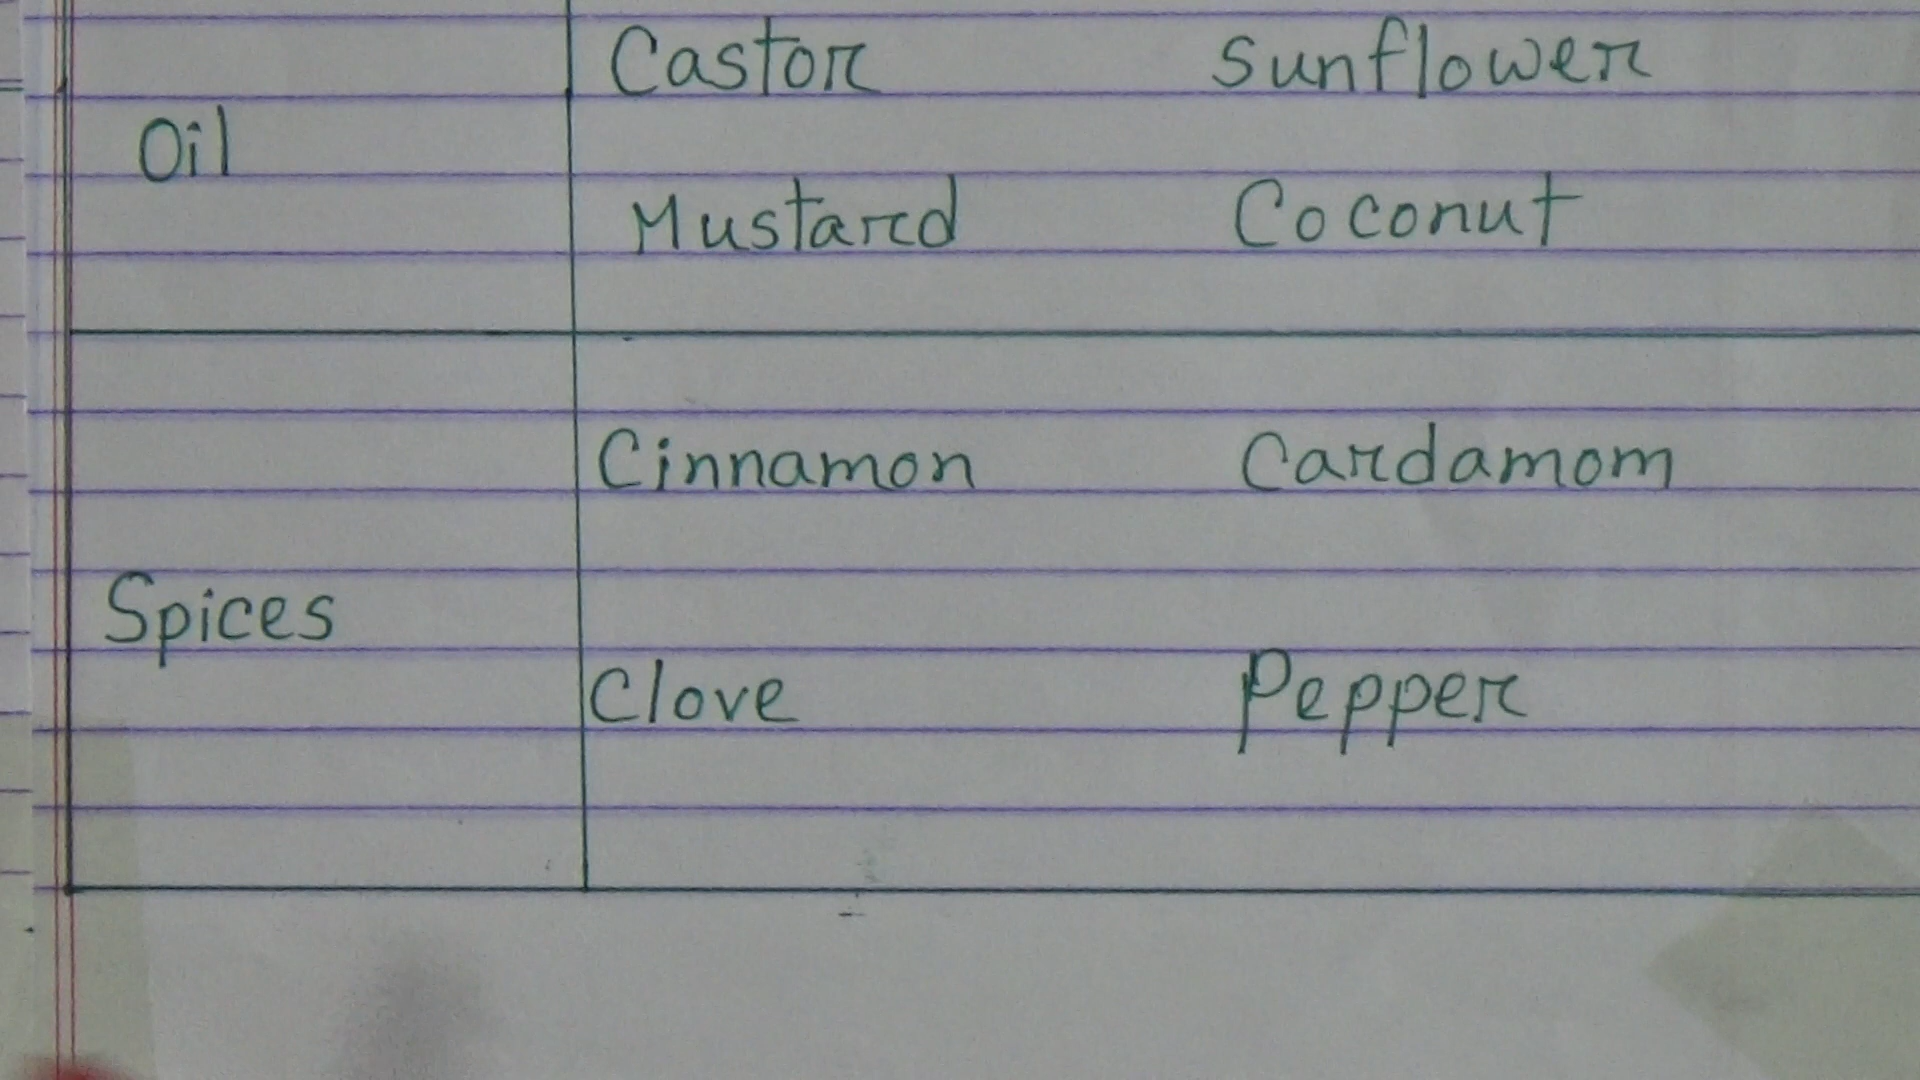 Castor Sunflower
Oil
Mustard Coconut
Cinnamon Cardamom
Spices
Clove Pepper